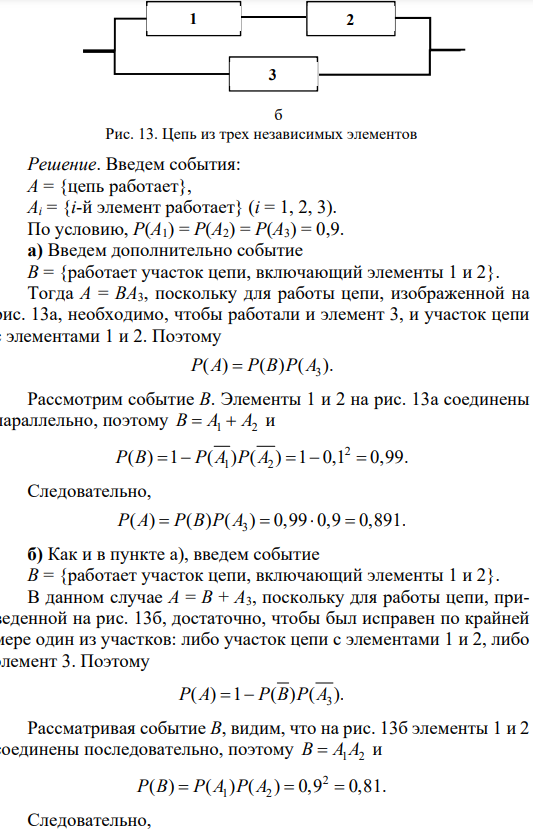 1
2
3
б
Рис. 13. Цепь из трех независимых элементов
Решение. Введем события:
A = {цепь работает},
Aᵢ = {i-й элемент работает} (i = 1, 2, 3).
По условию, P(A₁) = P(A₂) = P(A₃) = 0,9.
а) Введем дополнительно событие
B = {работает участок цепи, включающий элементы 1 и 2}.
Тогда A = BA₃, поскольку для работы цепи, изображенной на
рис. 13а, необходимо, чтобы работали и элемент 3, и участок цепи
с элементами 1 и 2. Поэтому
P(A) = P(B)P(A₃).
Рассмотрим событие B. Элементы 1 и 2 на рис. 13а соединены
параллельно, поэтому B = A₁ + A₂ и
P(B) = 1 − P(A̅₁)P(A̅₂) = 1 − 0,1² = 0,99.
Следовательно,
P(A) = P(B)P(A₃) = 0,99 · 0,9 = 0,891.
б) Как и в пункте а), введем событие
B = {работает участок цепи, включающий элементы 1 и 2}.
В данном случае A = B + A₃, поскольку для работы цепи, при-
веденной на рис. 13б, достаточно, чтобы был исправен по крайней
мере один из участков: либо участок цепи с элементами 1 и 2, либо
элемент 3. Поэтому
P(A) = 1 − P(B̅)P(A̅₃).
Рассматривая событие B, видим, что на рис. 13б элементы 1 и 2
соединены последовательно, поэтому B = A₁A₂ и
P(B) = P(A₁)P(A₂) = 0,9² = 0,81.
Следовательно,